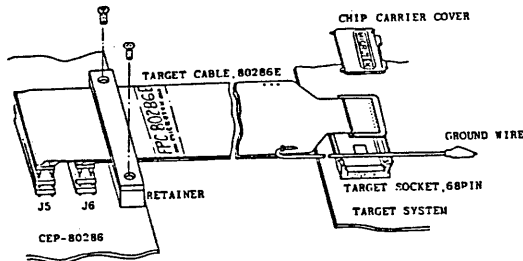 CHIP CARRIER COVER
TARGET CABLE,80286E
FPC 80286E
GROUND WIRE
RETAINER
TARGET SOCKET,68PIN
J5
J6
TARGET SYSTEM
CEP-80286